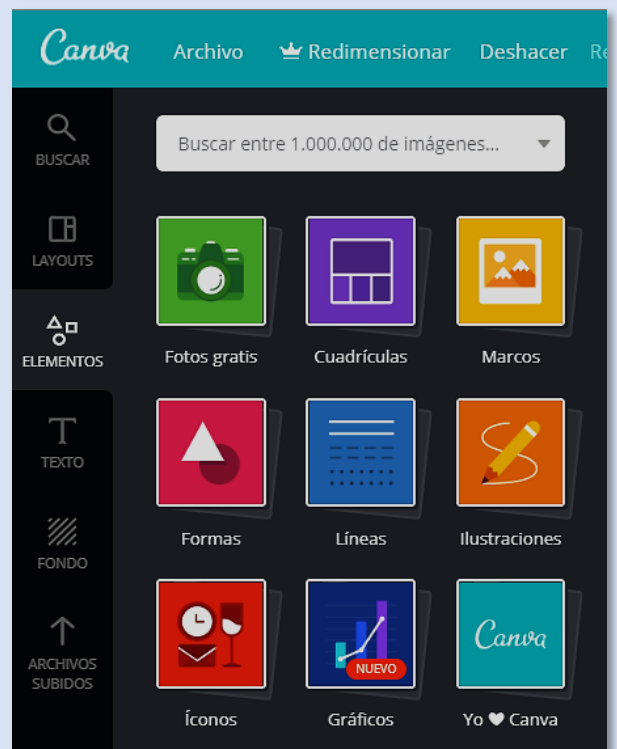 Canva Archivo Redimensionar Deshacer Re
BUSCAR
Buscar entre 1.000.000 de imágenes...
LAYOUTS
ELEMENTOS
TEXTO
FONDO
ARCHIVOS
SUBIDOS
Fotos gratis Cuadrículas Marcos
Formas Líneas Ilustraciones
NUEVO
Canva
Íconos Gráficos Yo ♥ Canva